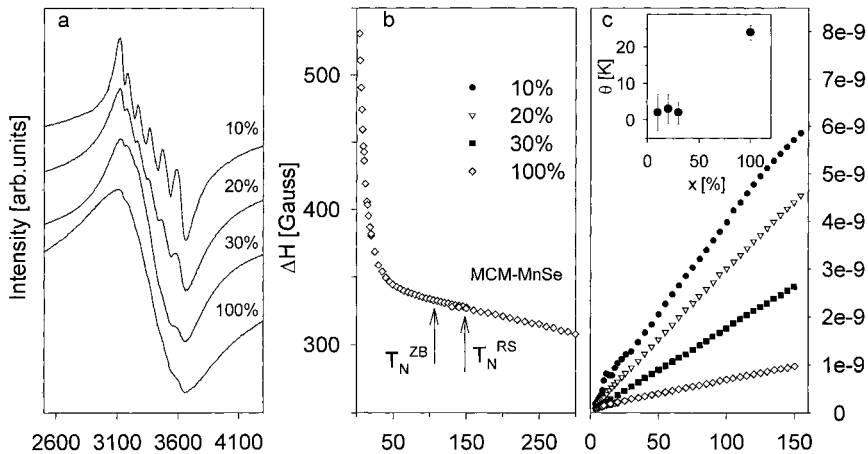 a
Intensity [arb.units]
10%
20%
30%
100%
2600 3100 3600 4100
b
ΔH [Gauss]
500
400
300
10%
20%
30%
100%
MCM-MnSe
T_N^ZB
T_N^RS
50 150 250
c
θ [K]
20
10
0
0 50 100
x [%]
8e-9
7e-9
6e-9
5e-9
4e-9
3e-9
2e-9
1e-9
0
0 50 100 150